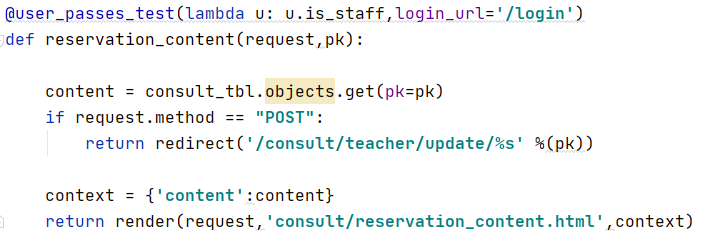 @user_passes_test(lambda u: u.is_staff,login_url='/login')
def reservation_content(request,pk):
content = consult_tbl.objects.get(pk=pk)
if request.method == "POST":
return redirect('/consult/teacher/update/%s' %(pk))
context = {'content':content}
return render(request,'consult/reservation_content.html',context)